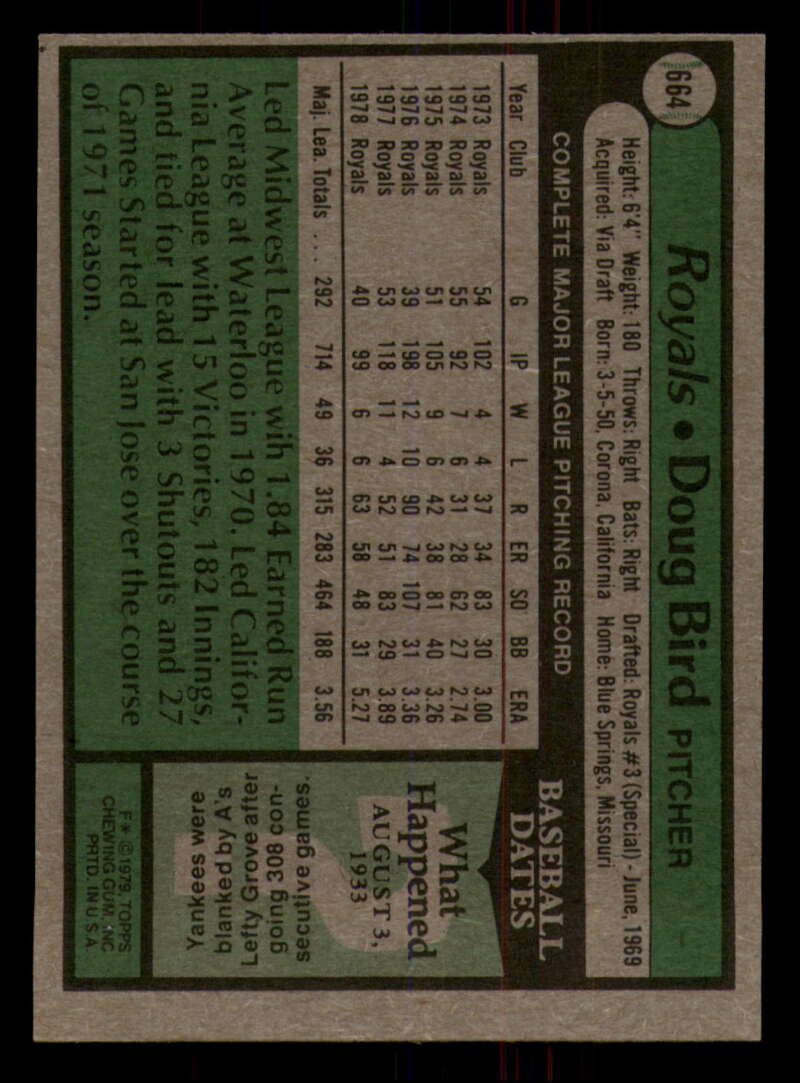 664
Royals • Doug Bird PITCHER
Height: 6'4" Weight: 180 Throws: Right Bats: Right Drafted: Royals #3 (Special) - June, 1969
Acquired: Via Draft Born: 3-5-50, Corona, California Home: Blue Springs, Missouri
COMPLETE MAJOR LEAGUE PITCHING RECORD
Year Club G IP W L R ER SO BB ERA
1973 Royals 54 102 4 4 37 34 83 30 3.00
1974 Royals 55 92 7 6 31 28 62 27 2.74
1975 Royals 51 105 9 6 42 38 81 40 3.26
1976 Royals 39 198 12 10 90 74 107 31 3.36
1977 Royals 53 118 11 4 52 51 83 29 3.89
1978 Royals 40 99 6 6 63 58 48 31 5.27
Maj. Lea. Totals . . . 292 714 49 36 315 283 464 188 3.56
Led Midwest League with 1.84 Earned Run
Average at Waterloo in 1970. Led Califor-
nia League with 15 Victories, 182 Innings,
and tied for lead with 3 Shutouts and 27
Games Started at San Jose over the course
of 1971 season.
BASEBALL
DATES
What
Happened
AUGUST 3,
1933
Yankees were
blanked by A's
Lefty Grove after
going 308 con-
secutive games.
F * © 1979, TOPPS
CHEWING GUM, INC
PRTD. IN U.S.A.